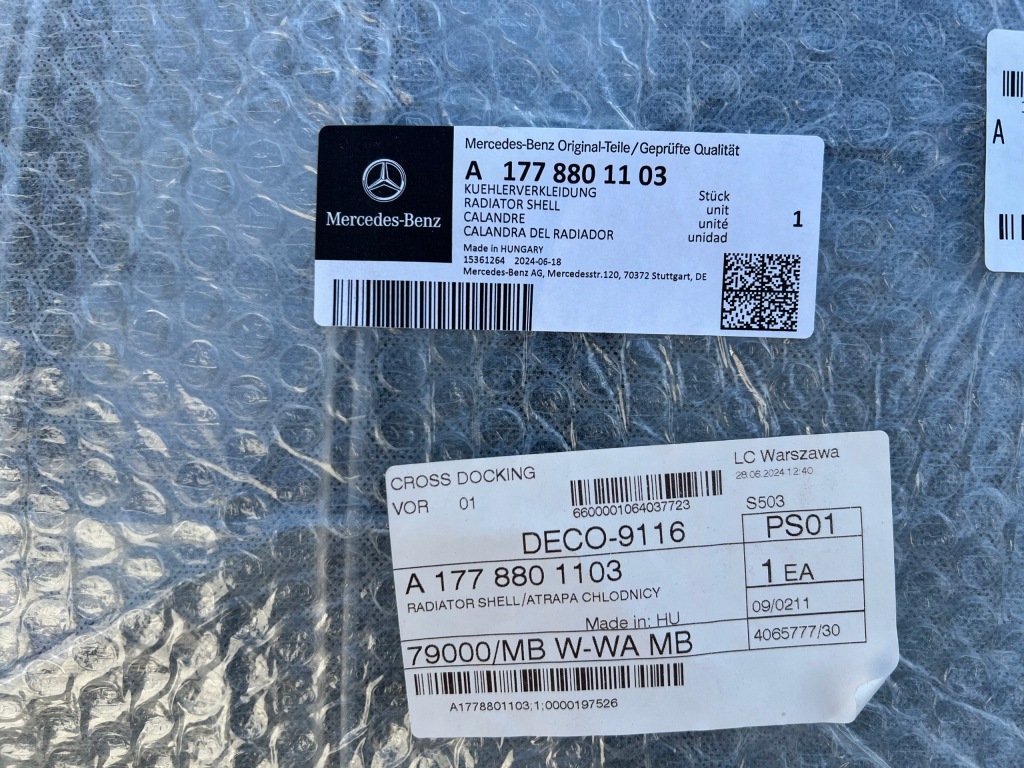 Mercedes-Benz
Mercedes-Benz Original-Teile/Geprüfte Qualität
A 177 880 11 03
KUEHLERVERKLEIDUNG
RADIATOR SHELL
CALANDRE
CALANDRA DEL RADIADOR
Stück
unit
unité
unidad
1
Made in HUNGARY
15361264 2024-06-18
Mercedes-Benz AG, Mercedesstr.120, 70372 Stuttgart, DE
A
CROSS DOCKING
VOR 01
6600001064037723
LC Warszawa
28.06.2024 12:40
S503
DECO-9116
PS01
A 177 880 1103
1 EA
RADIATOR SHELL/ATRAPA CHLODNICY
Made in: HU
09/0211
79000/MB W-WA MB
4065777/30
A1778801103;1;0000197526